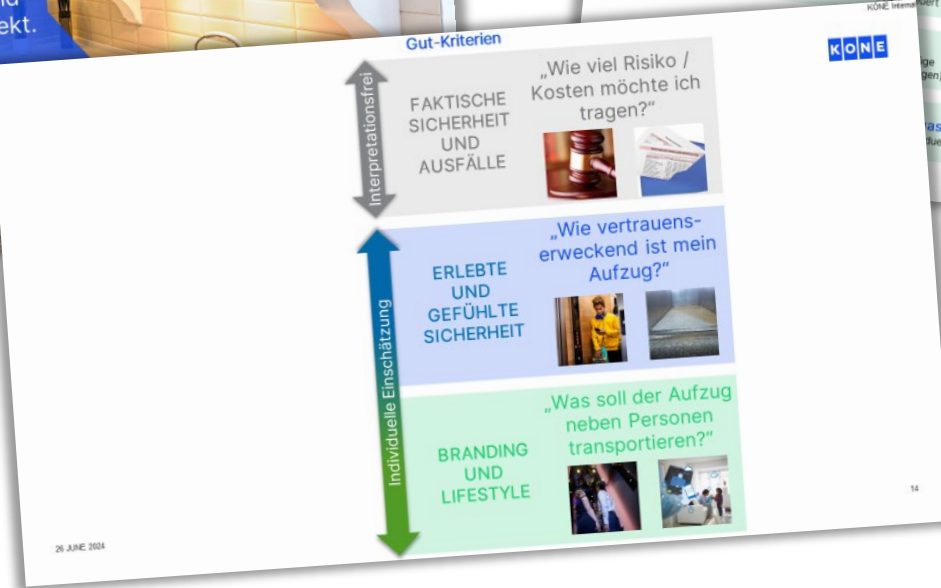 ekt.
Gut-Kriterien
KONE
Interpretationsfrei
FAKTISCHE
SICHERHEIT
UND
AUSFÄLLE
„Wie viel Risiko /
Kosten möchte ich
tragen?“
Individuelle Einschätzung
ERLEBTE
UND
GEFÜHLTE
SICHERHEIT
„Wie vertrauens-
erweckend ist mein
Aufzug?“
BRANDING
UND
LIFESTYLE
„Was soll der Aufzug
neben Personen
transportieren?“
26 JUNE 2024
14